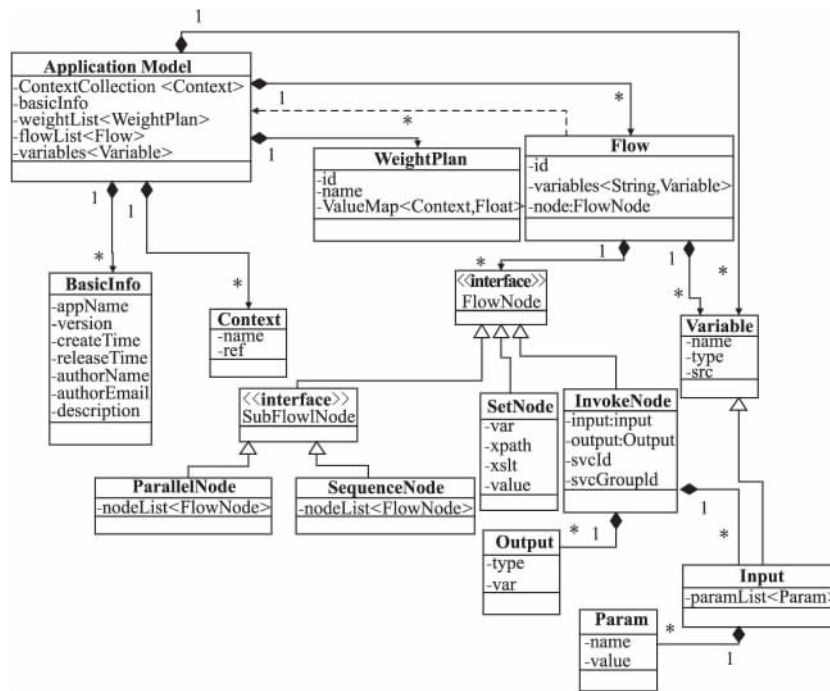 1
Application Model
-ContextCollection <Context>
-basicInfo
-weightList<WeightPlan>
-flowList<Flow>
-variables<Variable>
1
1
*
*
1
1
1
WeightPlan
-id
-name
-ValueMap<Context,Float>
Flow
-id
-variables<String,Variable>
-node:FlowNode
1
1
*
*
*
*
*
BasicInfo
-appName
-version
-createTime
-releaseTime
-authorName
-authorEmail
-description
Context
-name
-ref
<<interface>>
FlowNode
Variable
-name
-type
-src
<<interface>>
SubFlowlNode
SetNode
-var
-xpath
-xslt
-value
InvokeNode
-input:input
-output:Output
-svcId
-svcGroupId
ParallelNode
-nodeList<FlowNode>
SequenceNode
-nodeList<FlowNode>
1
*
1
*
Output
-type
-var
Input
-paramList<Param>
Param
-name
-value
*
1